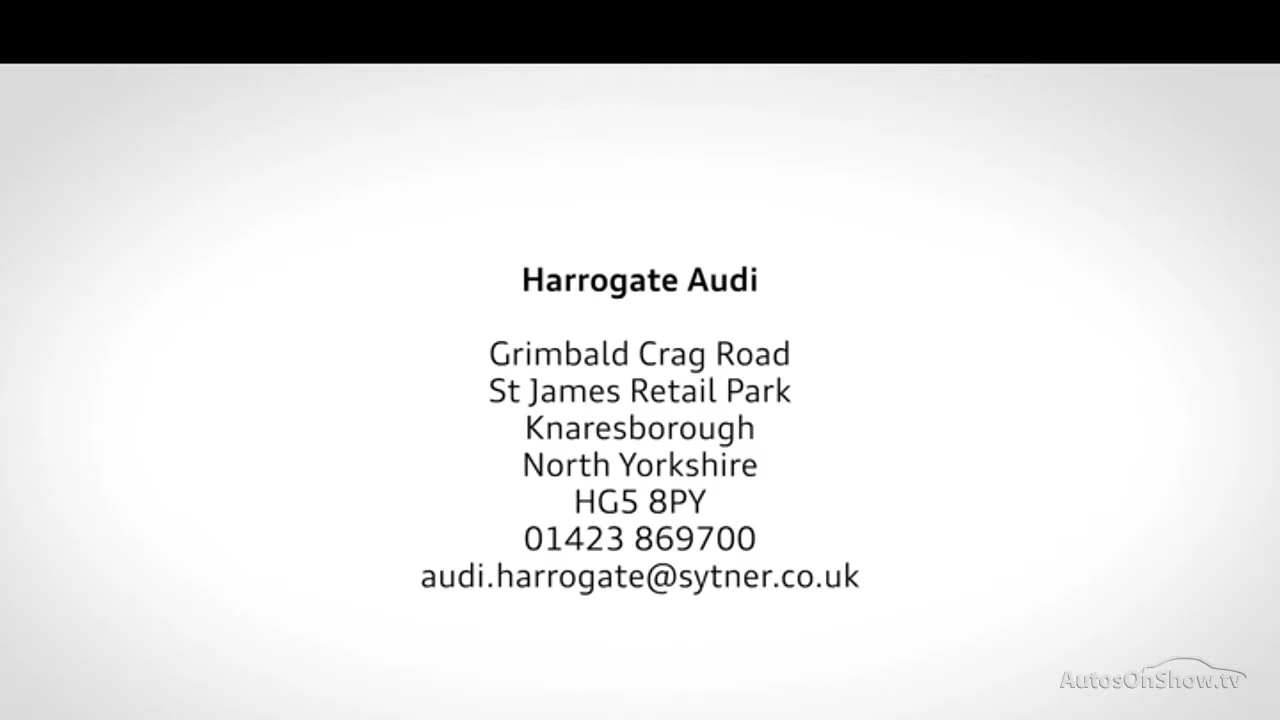 Harrogate Audi
Grimbald Crag Road
St James Retail Park
Knaresborough
North Yorkshire
HG5 8PY
01423 869700
audi.harrogate@sytner.co.uk
AutosOnShow.tv